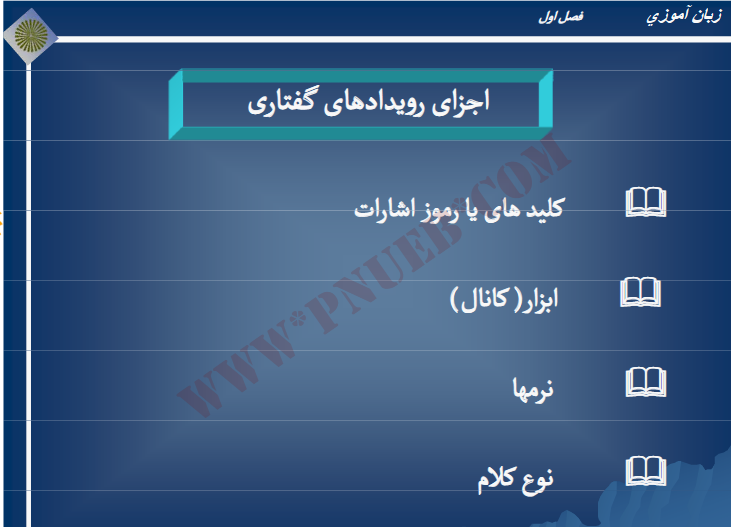 زبان آموزي
فصل اول
اجزای رویدادهای گفتاری
کلید های یا رموز اشارات
ابزار( کانال)
نرمها
نوع کلام
WWW*PNUEB*COM